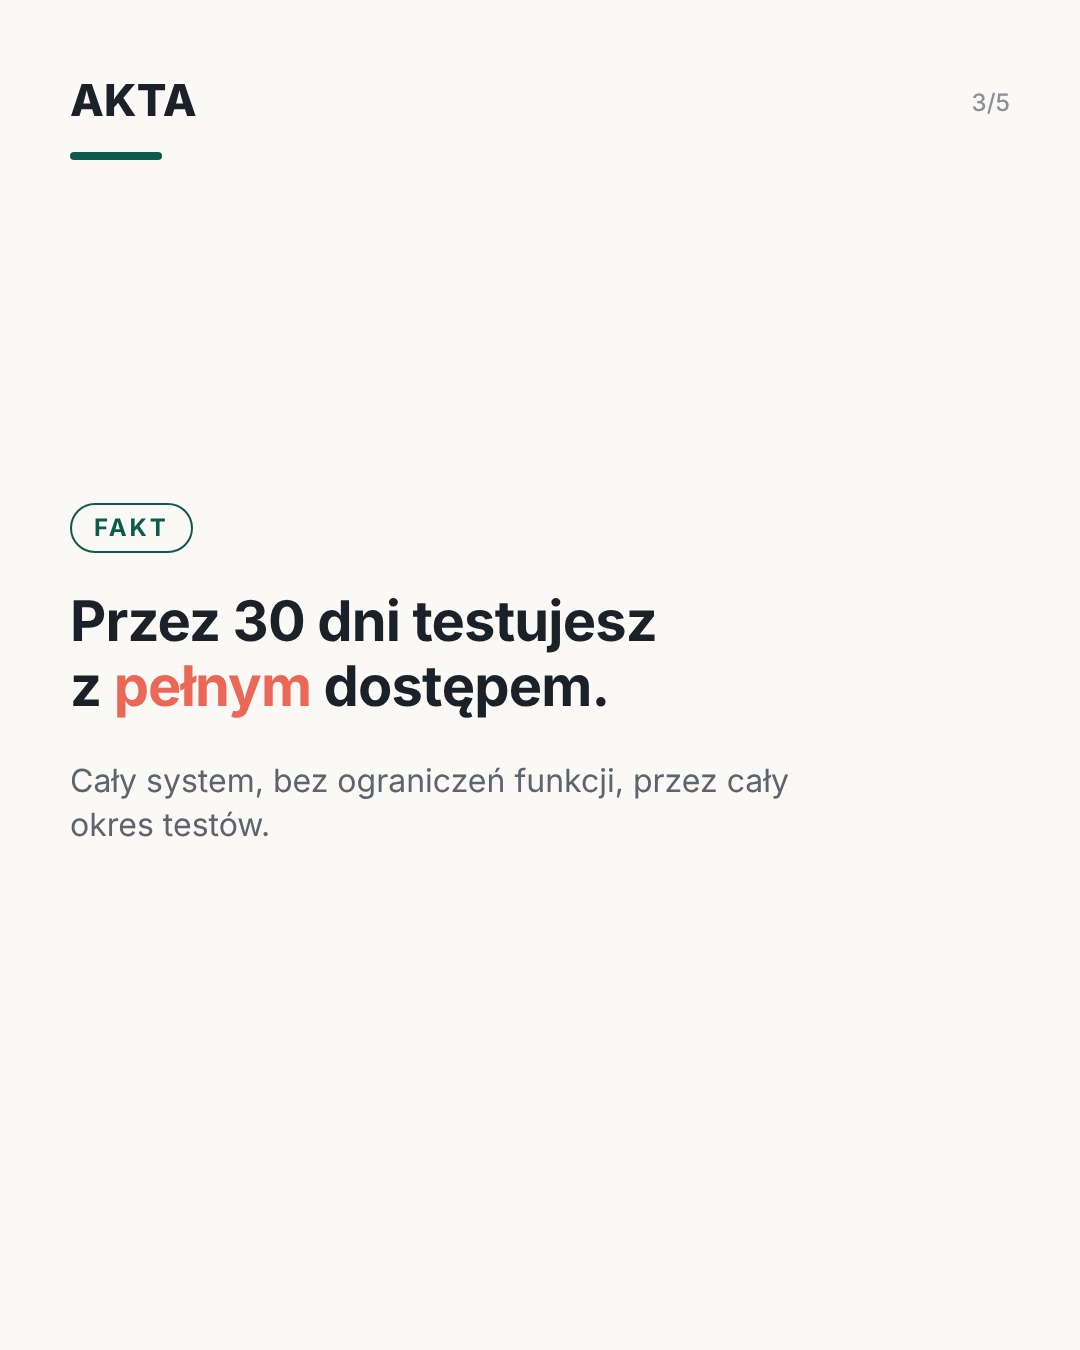 AKTA
3/5
FAKT
Przez 30 dni testujesz
z pełnym dostępem.
Cały system, bez ograniczeń funkcji, przez cały
okres testów.